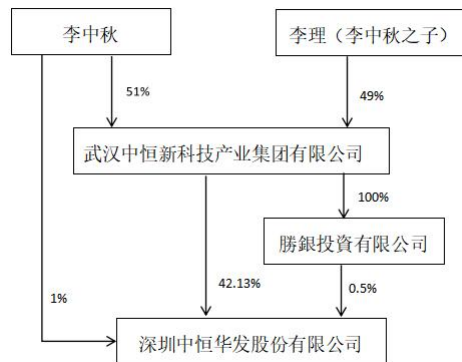 李中秋
李理（李中秋之子）
51%
49%
武汉中恒新科技产业集团有限公司
100%
勝銀投資有限公司
42.13%
0.5%
1%
深圳中恒华发股份有限公司